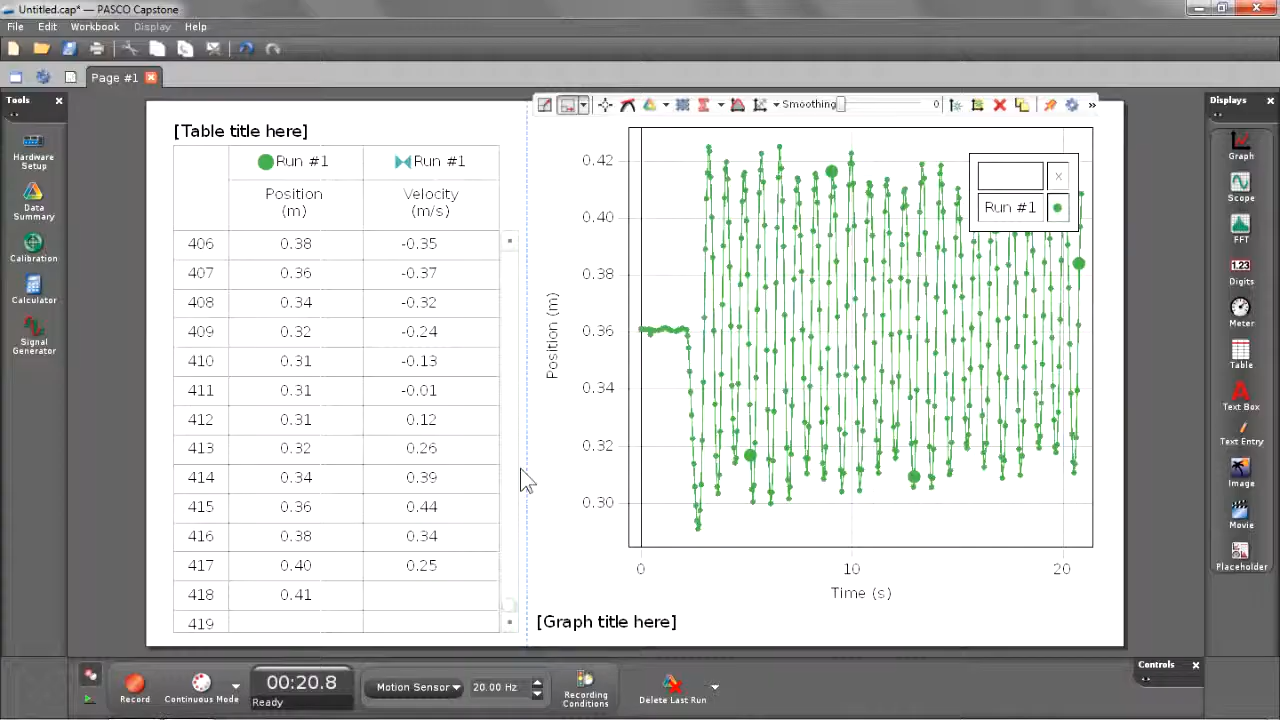 Untitled.cap* — PASCO Capstone
File Edit Workbook Display Help
Page #1
Tools
Hardware
Setup
Data
Summary
Calibration
Calculator
Signal
Generator
[Table title here]
Run #1 Run #1
Position
(m)
Velocity
(m/s)
406 0.38 -0.35
407 0.36 -0.37
408 0.34 -0.32
409 0.32 -0.24
410 0.31 -0.13
411 0.31 -0.01
412 0.31 0.12
413 0.32 0.26
414 0.34 0.39
415 0.36 0.44
416 0.38 0.34
417 0.40 0.25
418 0.41
419
Smoothing 0 »
0.42
0.40
0.38
0.36
0.34
0.32
0.30
Position (m)
x
Run #1
0 10 20
Time (s)
[Graph title here]
Displays
Graph
Scope
FFT
1.23
Digits
Meter
Table
A
Text Box
Text Entry
Image
Movie
Placeholder
Controls
Record
Continuous Mode
00:20.8
Ready
Motion Sensor
20.00 Hz
Recording
Conditions
Delete Last Run